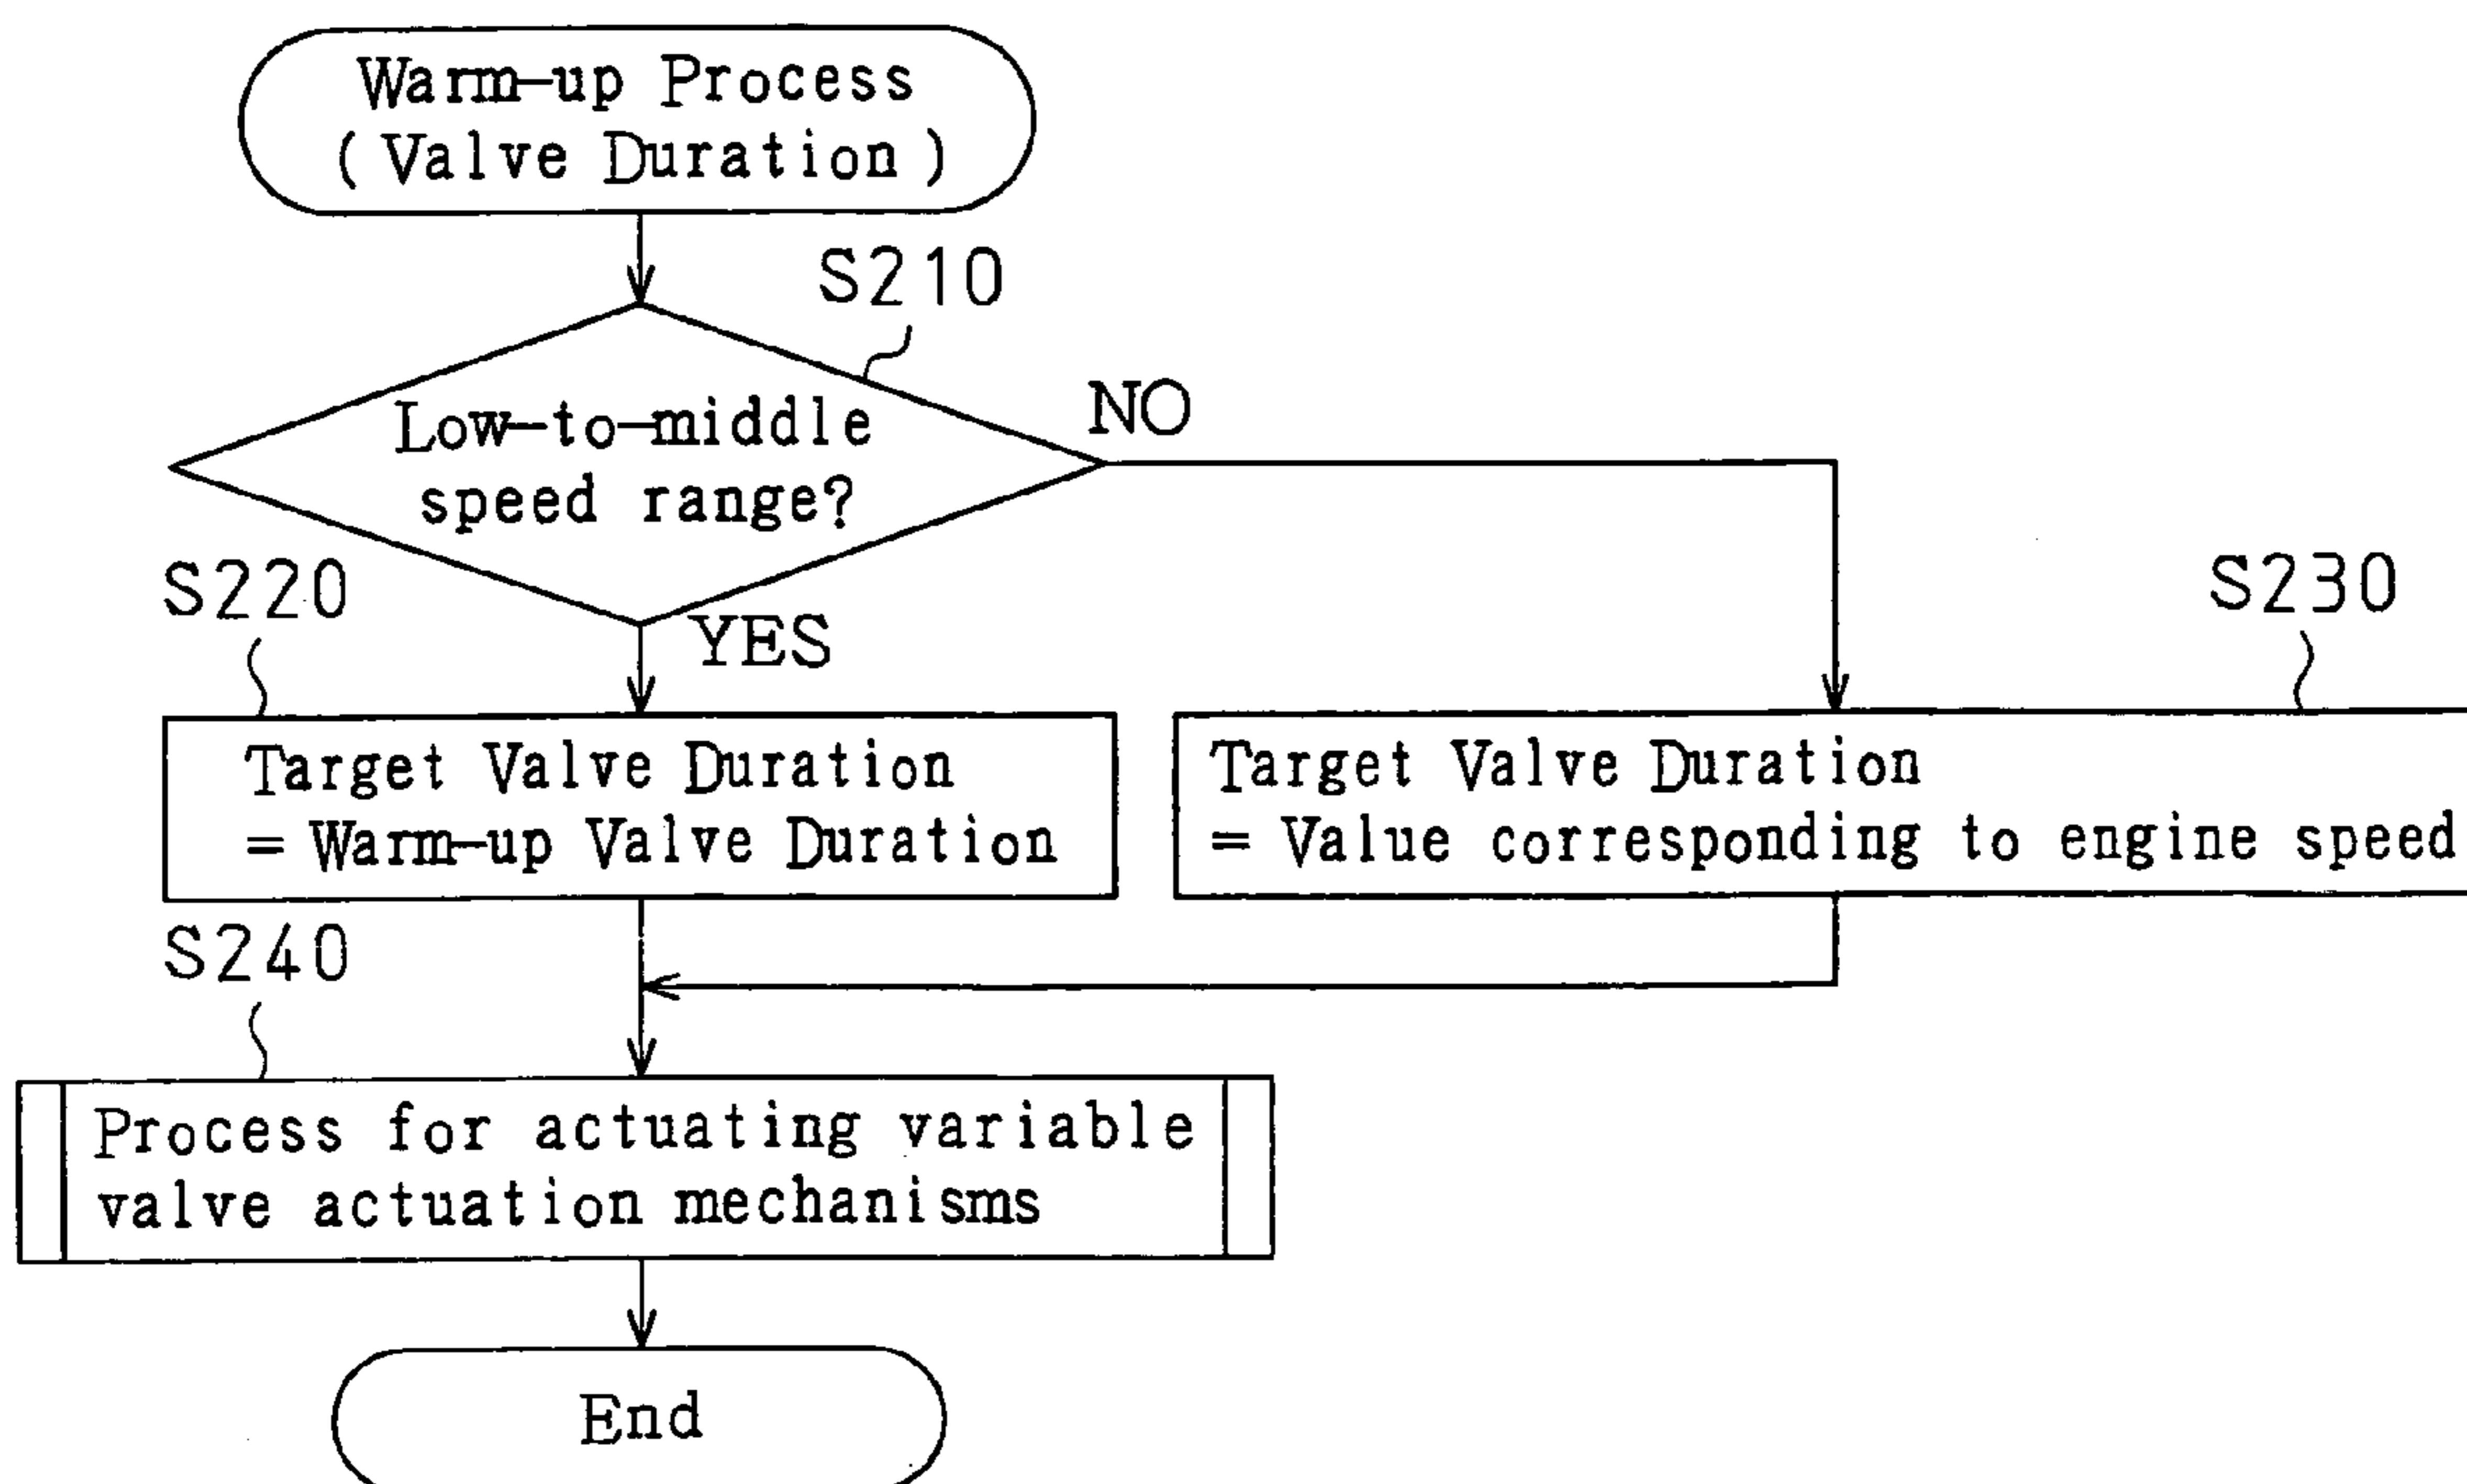 Warm-up Process
(Valve Duration)
S210
Low-to-middle
speed range?
NO
YES
S220
Target Valve Duration
= Warm-up Valve Duration
S230
Target Valve Duration
= Value corresponding to engine speed
S240
Process for actuating variable
valve actuation mechanisms
End